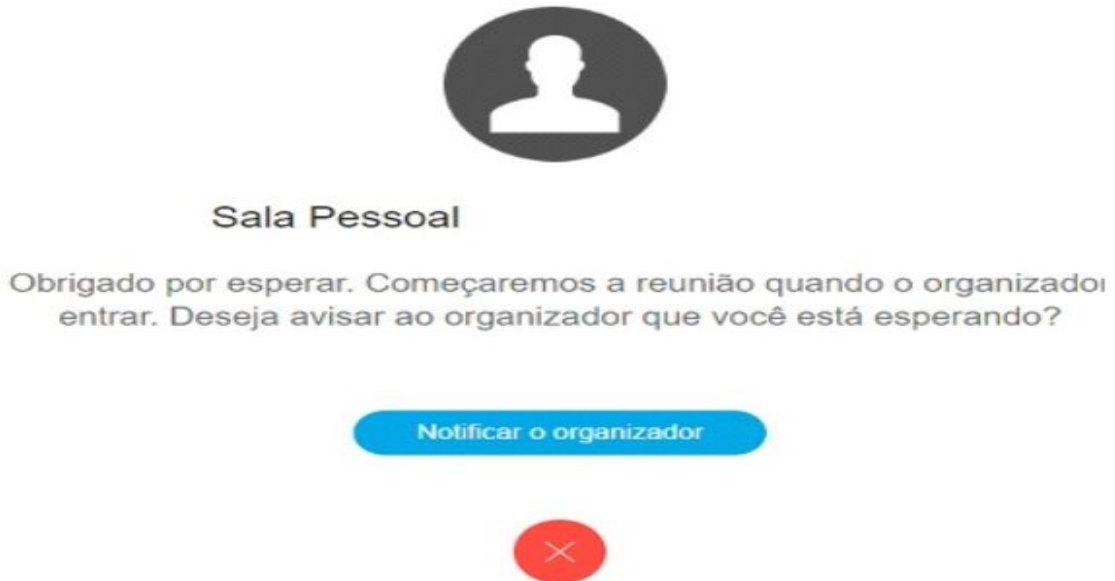 Sala Pessoal
Obrigado por esperar. Começaremos a reunião quando o organizador
entrar. Deseja avisar ao organizador que você está esperando?
Notificar o organizador